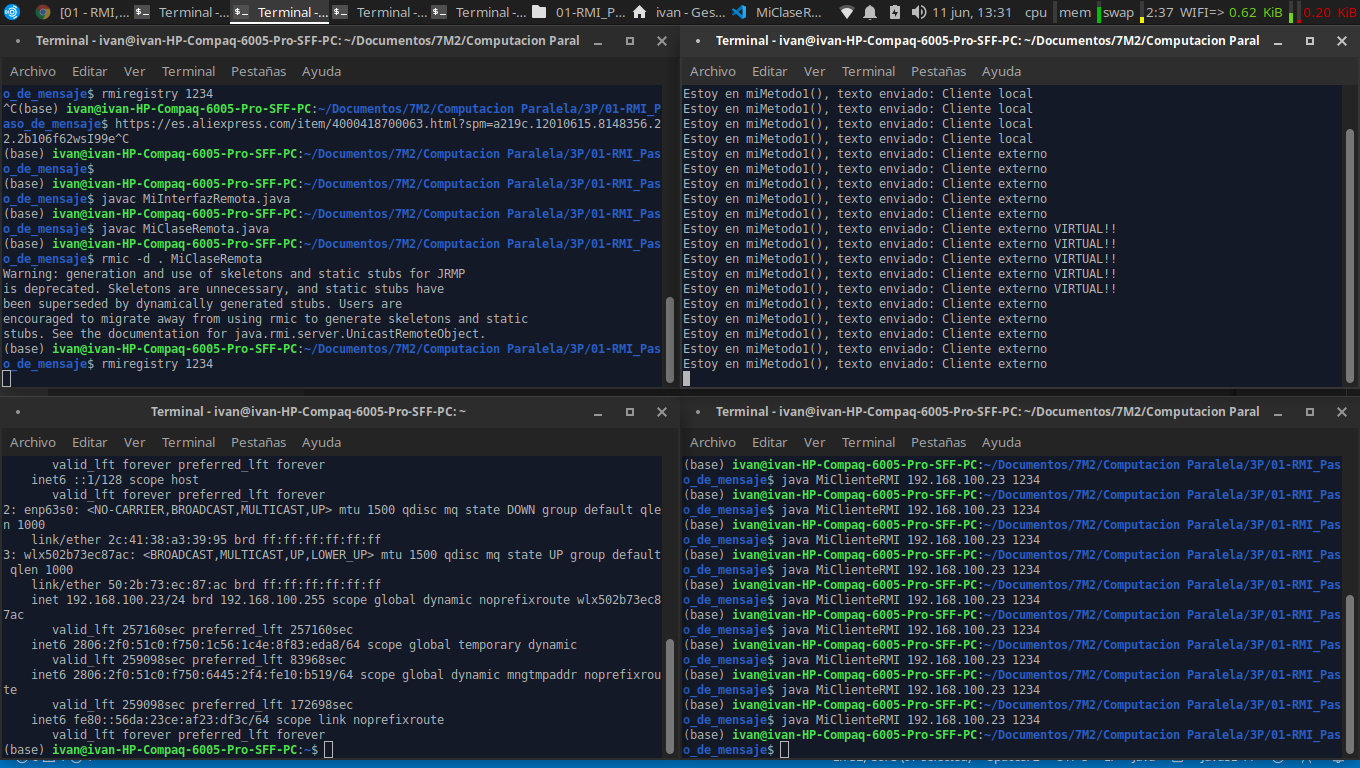 [01 - RMI,... Terminal -... Terminal -... Terminal -... Terminal -... 01-RMI_P... ivan - Ges... MiClaseR... 11 jun, 13:31 cpu mem swap 2:37 WIFI=> 0.62 KiB 0.20 KiB
Terminal - ivan@ivan-HP-Compaq-6005-Pro-SFF-PC: ~/Documentos/7M2/Computacion Paral
Archivo Editar Ver Terminal Pestañas Ayuda
o_de_mensaje$ rmiregistry 1234
^C(base) ivan@ivan-HP-Compaq-6005-Pro-SFF-PC:~/Documentos/7M2/Computacion Paralela/3P/01-RMI_P
aso_de_mensaje$ https://es.aliexpress.com/item/4000418700063.html?spm=a219c.12010615.8148356.2
2.2b106f62wsI99e^C
(base) ivan@ivan-HP-Compaq-6005-Pro-SFF-PC:~/Documentos/7M2/Computacion Paralela/3P/01-RMI_Pas
o_de_mensaje$
(base) ivan@ivan-HP-Compaq-6005-Pro-SFF-PC:~/Documentos/7M2/Computacion Paralela/3P/01-RMI_Pas
o_de_mensaje$ javac MiInterfazRemota.java
(base) ivan@ivan-HP-Compaq-6005-Pro-SFF-PC:~/Documentos/7M2/Computacion Paralela/3P/01-RMI_Pas
o_de_mensaje$ javac MiClaseRemota.java
(base) ivan@ivan-HP-Compaq-6005-Pro-SFF-PC:~/Documentos/7M2/Computacion Paralela/3P/01-RMI_Pas
o_de_mensaje$ rmic -d . MiClaseRemota
Warning: generation and use of skeletons and static stubs for JRMP
is deprecated. Skeletons are unnecessary, and static stubs have
been superseded by dynamically generated stubs. Users are
encouraged to migrate away from using rmic to generate skeletons and static
stubs. See the documentation for java.rmi.server.UnicastRemoteObject.
(base) ivan@ivan-HP-Compaq-6005-Pro-SFF-PC:~/Documentos/7M2/Computacion Paralela/3P/01-RMI_Pas
o_de_mensaje$ rmiregistry 1234
Terminal - ivan@ivan-HP-Compaq-6005-Pro-SFF-PC: ~/Documentos/7M2/Computacion Paral
Archivo Editar Ver Terminal Pestañas Ayuda
Estoy en miMetodo1(), texto enviado: Cliente local
Estoy en miMetodo1(), texto enviado: Cliente local
Estoy en miMetodo1(), texto enviado: Cliente local
Estoy en miMetodo1(), texto enviado: Cliente local
Estoy en miMetodo1(), texto enviado: Cliente externo
Estoy en miMetodo1(), texto enviado: Cliente externo
Estoy en miMetodo1(), texto enviado: Cliente externo
Estoy en miMetodo1(), texto enviado: Cliente externo
Estoy en miMetodo1(), texto enviado: Cliente externo
Estoy en miMetodo1(), texto enviado: Cliente externo VIRTUAL!!
Estoy en miMetodo1(), texto enviado: Cliente externo VIRTUAL!!
Estoy en miMetodo1(), texto enviado: Cliente externo VIRTUAL!!
Estoy en miMetodo1(), texto enviado: Cliente externo VIRTUAL!!
Estoy en miMetodo1(), texto enviado: Cliente externo VIRTUAL!!
Estoy en miMetodo1(), texto enviado: Cliente externo
Estoy en miMetodo1(), texto enviado: Cliente externo
Estoy en miMetodo1(), texto enviado: Cliente externo
Estoy en miMetodo1(), texto enviado: Cliente externo
Estoy en miMetodo1(), texto enviado: Cliente externo
Terminal - ivan@ivan-HP-Compaq-6005-Pro-SFF-PC: ~
Archivo Editar Ver Terminal Pestañas Ayuda
valid_lft forever preferred_lft forever
inet6 ::1/128 scope host
valid_lft forever preferred_lft forever
2: enp63s0: <NO-CARRIER,BROADCAST,MULTICAST,UP> mtu 1500 qdisc mq state DOWN group default qle
n 1000
link/ether 2c:41:38:a3:39:95 brd ff:ff:ff:ff:ff:ff
3: wlx502b73ec87ac: <BROADCAST,MULTICAST,UP,LOWER_UP> mtu 1500 qdisc mq state UP group default
qlen 1000
link/ether 50:2b:73:ec:87:ac brd ff:ff:ff:ff:ff:ff
inet 192.168.100.23/24 brd 192.168.100.255 scope global dynamic noprefixroute wlx502b73ec8
7ac
valid_lft 257160sec preferred_lft 257160sec
inet6 2806:2f0:51c0:f750:1c56:1c4e:8f83:eda8/64 scope global temporary dynamic
valid_lft 259098sec preferred_lft 83968sec
inet6 2806:2f0:51c0:f750:6445:2f4:fe10:b519/64 scope global dynamic mngtmpaddr noprefixrou
te
valid_lft 259098sec preferred_lft 172698sec
inet6 fe80::56da:23ce:af23:df3c/64 scope link noprefixroute
valid_lft forever preferred_lft forever
(base) ivan@ivan-HP-Compaq-6005-Pro-SFF-PC:~$
Terminal - ivan@ivan-HP-Compaq-6005-Pro-SFF-PC: ~/Documentos/7M2/Computacion Paral
Archivo Editar Ver Terminal Pestañas Ayuda
(base) ivan@ivan-HP-Compaq-6005-Pro-SFF-PC:~/Documentos/7M2/Computacion Paralela/3P/01-RMI_Pas
o_de_mensaje$ java MiClienteRMI 192.168.100.23 1234
(base) ivan@ivan-HP-Compaq-6005-Pro-SFF-PC:~/Documentos/7M2/Computacion Paralela/3P/01-RMI_Pas
o_de_mensaje$ java MiClienteRMI 192.168.100.23 1234
(base) ivan@ivan-HP-Compaq-6005-Pro-SFF-PC:~/Documentos/7M2/Computacion Paralela/3P/01-RMI_Pas
o_de_mensaje$ java MiClienteRMI 192.168.100.23 1234
(base) ivan@ivan-HP-Compaq-6005-Pro-SFF-PC:~/Documentos/7M2/Computacion Paralela/3P/01-RMI_Pas
o_de_mensaje$ java MiClienteRMI 192.168.100.23 1234
(base) ivan@ivan-HP-Compaq-6005-Pro-SFF-PC:~/Documentos/7M2/Computacion Paralela/3P/01-RMI_Pas
o_de_mensaje$ java MiClienteRMI 192.168.100.23 1234
(base) ivan@ivan-HP-Compaq-6005-Pro-SFF-PC:~/Documentos/7M2/Computacion Paralela/3P/01-RMI_Pas
o_de_mensaje$ java MiClienteRMI 192.168.100.23 1234
(base) ivan@ivan-HP-Compaq-6005-Pro-SFF-PC:~/Documentos/7M2/Computacion Paralela/3P/01-RMI_Pas
o_de_mensaje$ java MiClienteRMI 192.168.100.23 1234
(base) ivan@ivan-HP-Compaq-6005-Pro-SFF-PC:~/Documentos/7M2/Computacion Paralela/3P/01-RMI_Pas
o_de_mensaje$ java MiClienteRMI 192.168.100.23 1234
(base) ivan@ivan-HP-Compaq-6005-Pro-SFF-PC:~/Documentos/7M2/Computacion Paralela/3P/01-RMI_Pas
o_de_mensaje$ java MiClienteRMI 192.168.100.23 1234
(base) ivan@ivan-HP-Compaq-6005-Pro-SFF-PC:~/Documentos/7M2/Computacion Paralela/3P/01-RMI_Pas
o_de_mensaje$